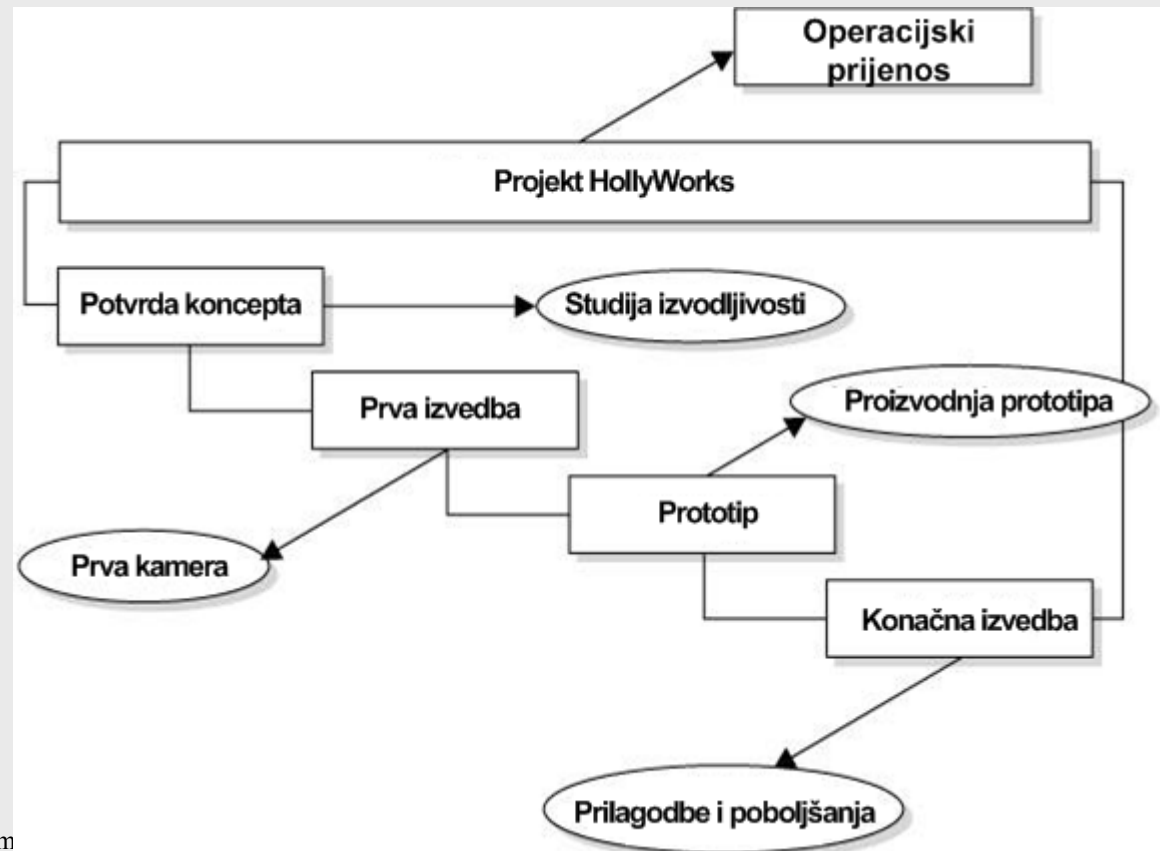 Operacijski
prijenos
Projekt HollyWorks
Potvrda koncepta
Studija izvodljivosti
Prva izvedba
Proizvodnja prototipa
Prototip
Prva kamera
Konačna izvedba
Prilagodbe i poboljšanja